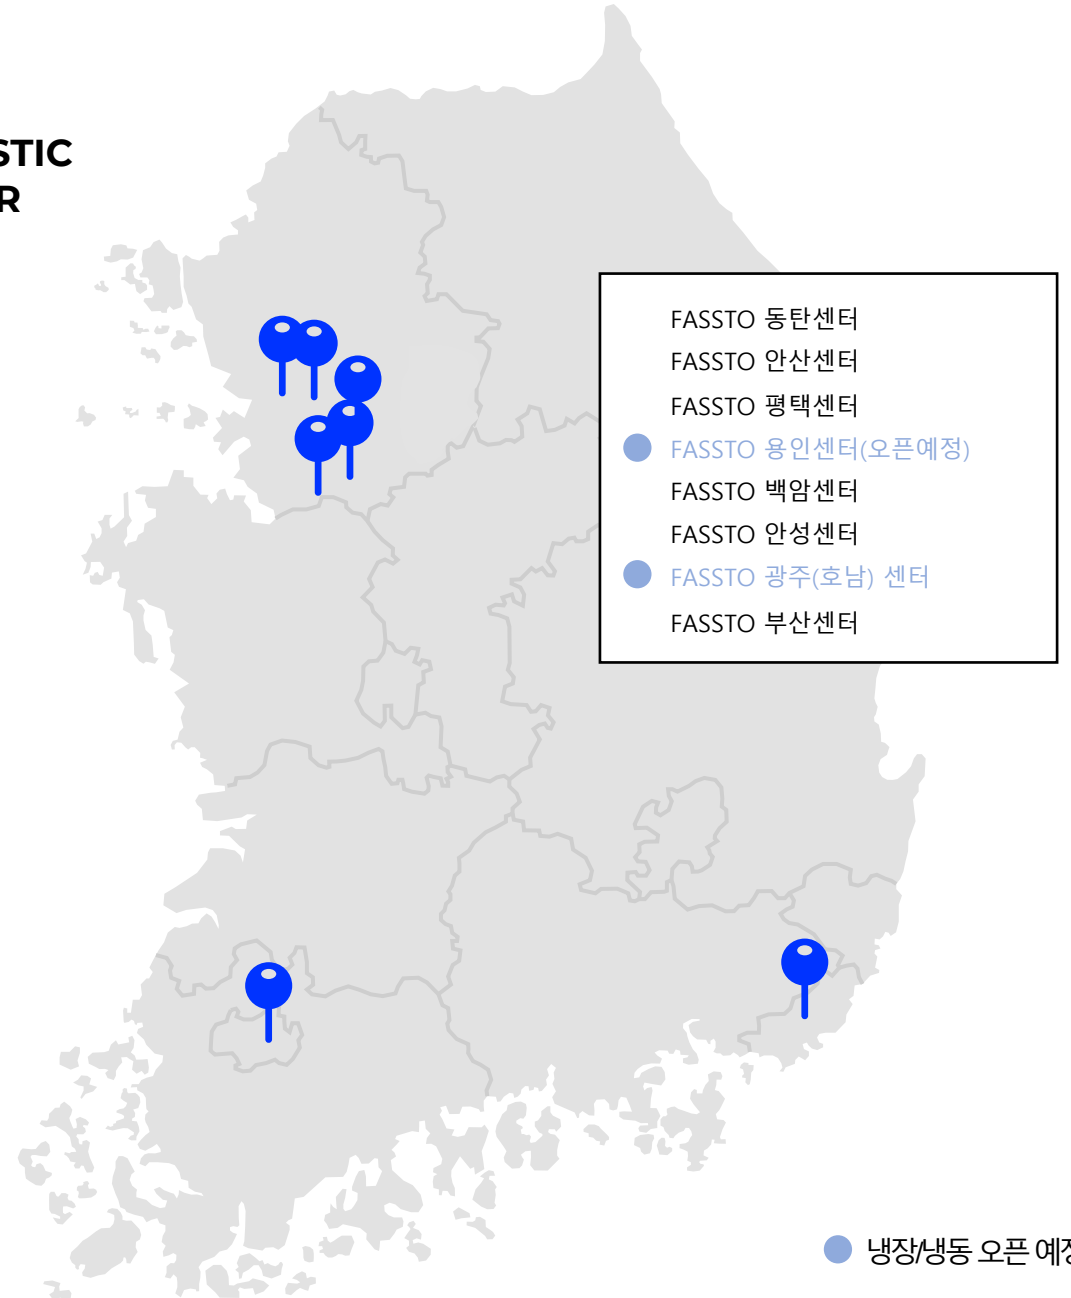 STIC
R
FASSTO 동탄센터
FASSTO 안산센터
FASSTO 평택센터
FASSTO 용인센터(오픈예정)
FASSTO 백암센터
FASSTO 안성센터
FASSTO 광주(호남) 센터
FASSTO 부산센터
냉장/냉동 오픈 예정